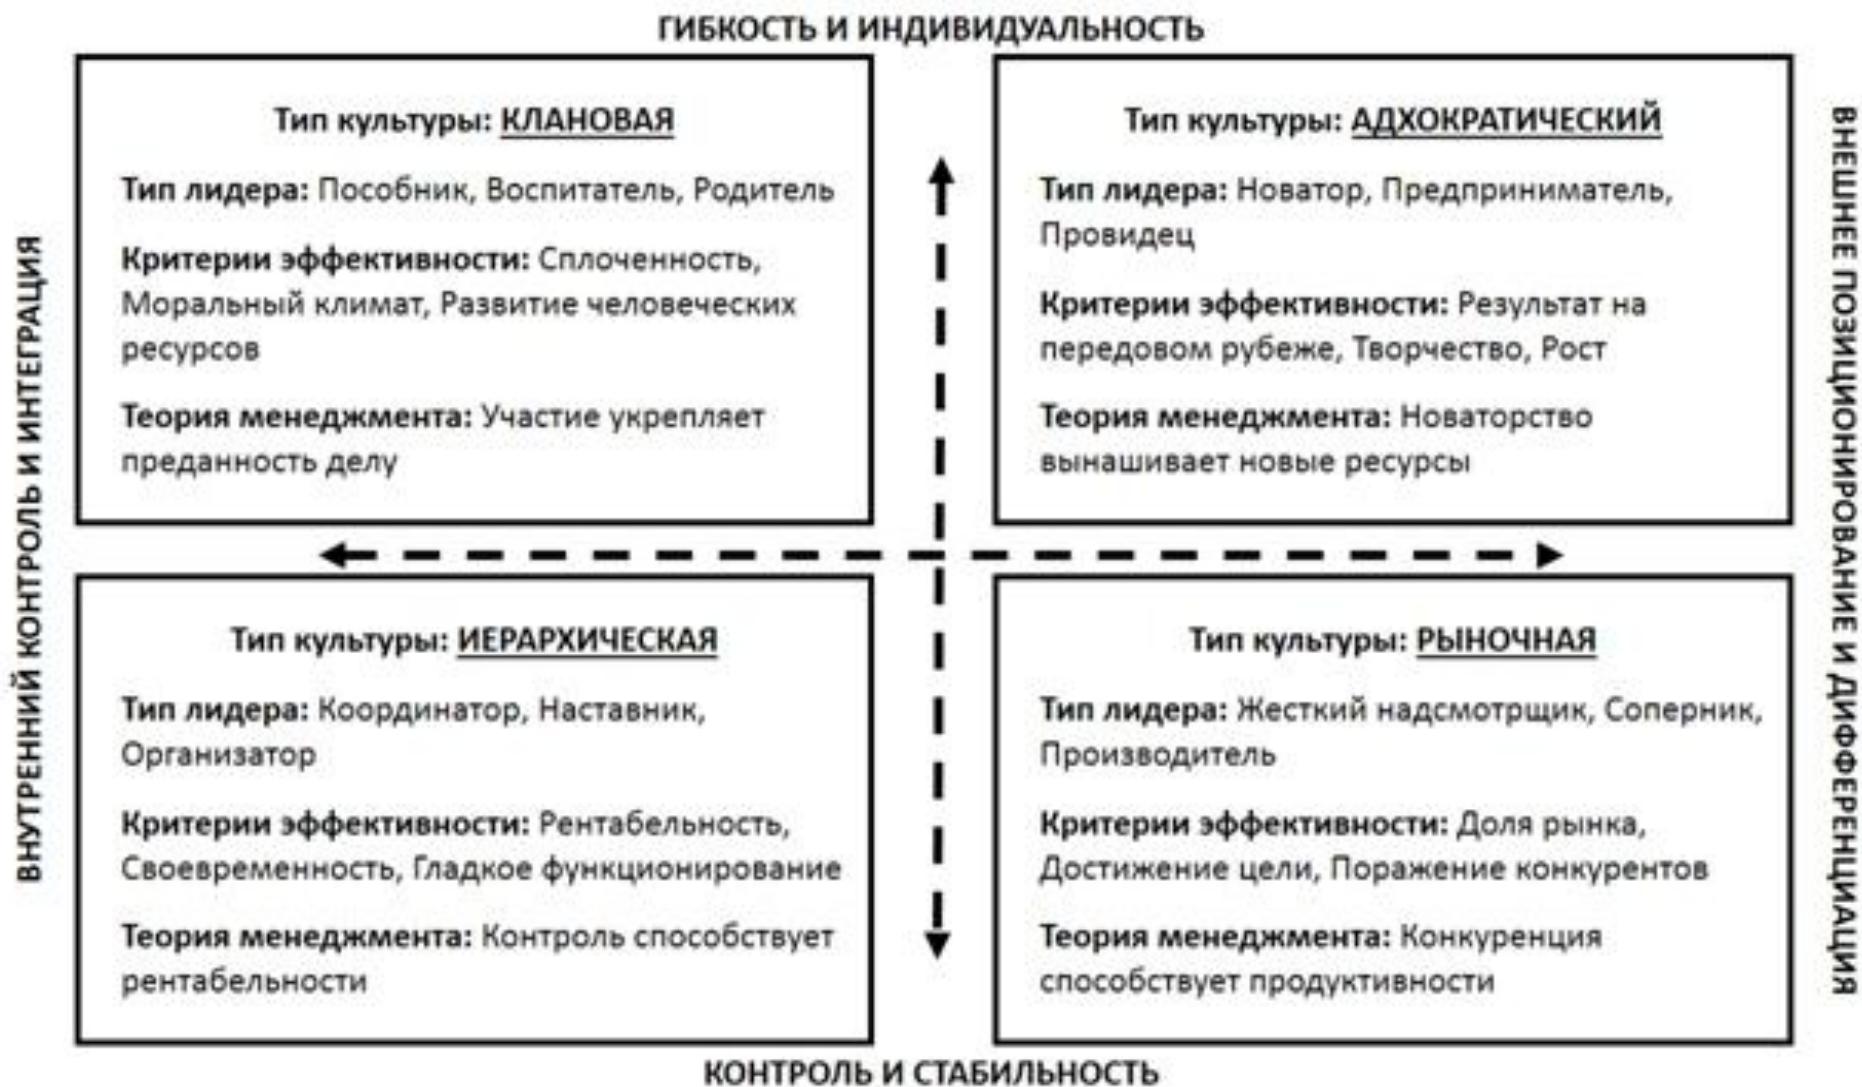 ГИБКОСТЬ И ИНДИВИДУАЛЬНОСТЬ
ВНУТРЕННИЙ КОНТРОЛЬ И ИНТЕГРАЦИЯ
Тип культуры: КЛАНОВАЯ
Тип лидера: Пособник, Воспитатель, Родитель
Критерии эффективности: Сплоченность,
Моральный климат, Развитие человеческих
ресурсов
Теория менеджмента: Участие укрепляет
преданность делу
Тип культуры: АДХОКРАТИЧЕСКИЙ
Тип лидера: Новатор, Предприниматель,
Провидец
Критерии эффективности: Результат на
передовом рубеже, Творчество, Рост
Теория менеджмента: Новаторство
вынашивает новые ресурсы
Тип культуры: ИЕРАРХИЧЕСКАЯ
Тип лидера: Координатор, Наставник,
Организатор
Критерии эффективности: Рентабельность,
Своевременность, Гладкое функционирование
Теория менеджмента: Контроль способствует
рентабельности
Тип культуры: РЫНОЧНАЯ
Тип лидера: Жесткий надсмотрщик, Соперник,
Производитель
Критерии эффективности: Доля рынка,
Достижение цели, Поражение конкурентов
Теория менеджмента: Конкуренция
способствует продуктивности
ВНЕШНЕЕ ПОЗИЦИОНИРОВАНИЕ И ДИФФЕРЕНЦИАЦИЯ
КОНТРОЛЬ И СТАБИЛЬНОСТЬ